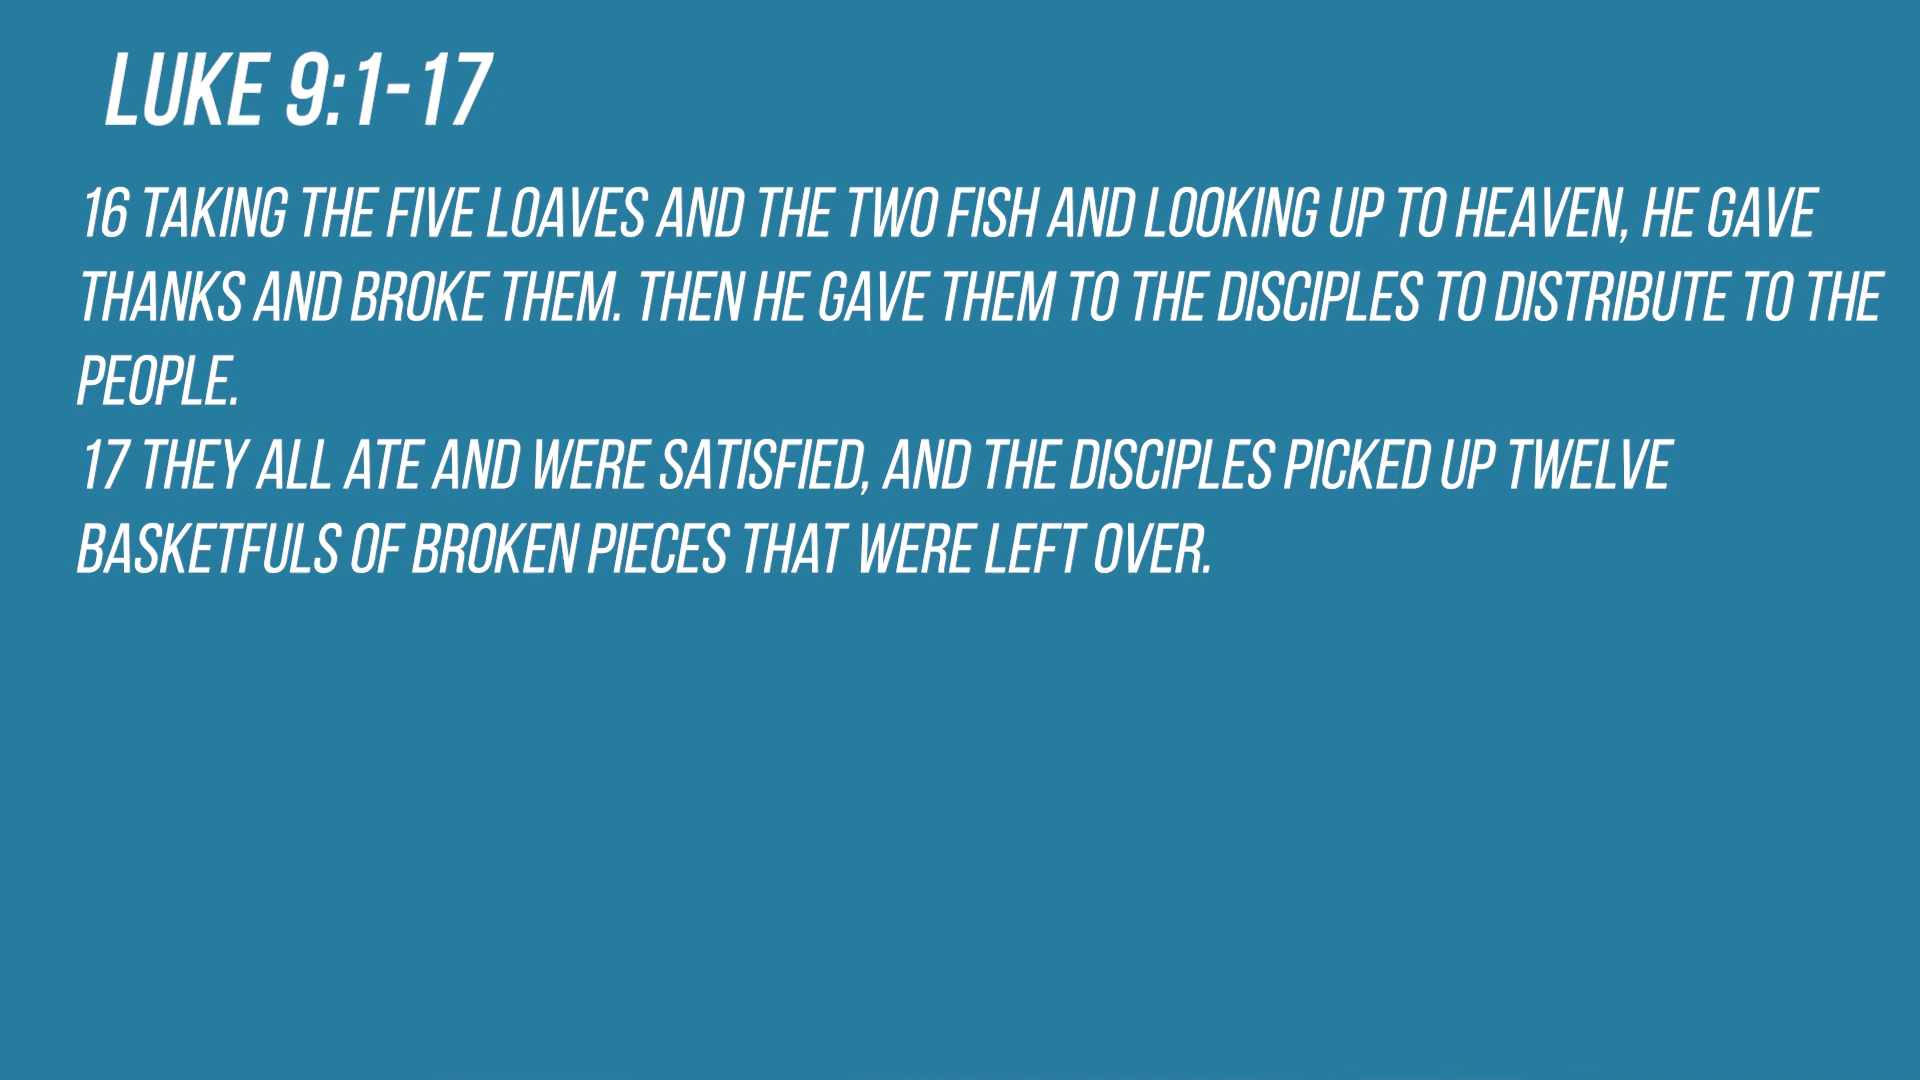 LUKE 9:1-17
16 TAKING THE FIVE LOAVES AND THE TWO FISH AND LOOKING UP TO HEAVEN, HE GAVE
THANKS AND BROKE THEM. THEN HE GAVE THEM TO THE DISCIPLES TO DISTRIBUTE TO THE
PEOPLE.
17 THEY ALL ATE AND WERE SATISFIED, AND THE DISCIPLES PICKED UP TWELVE
BASKETFULS OF BROKEN PIECES THAT WERE LEFT OVER.